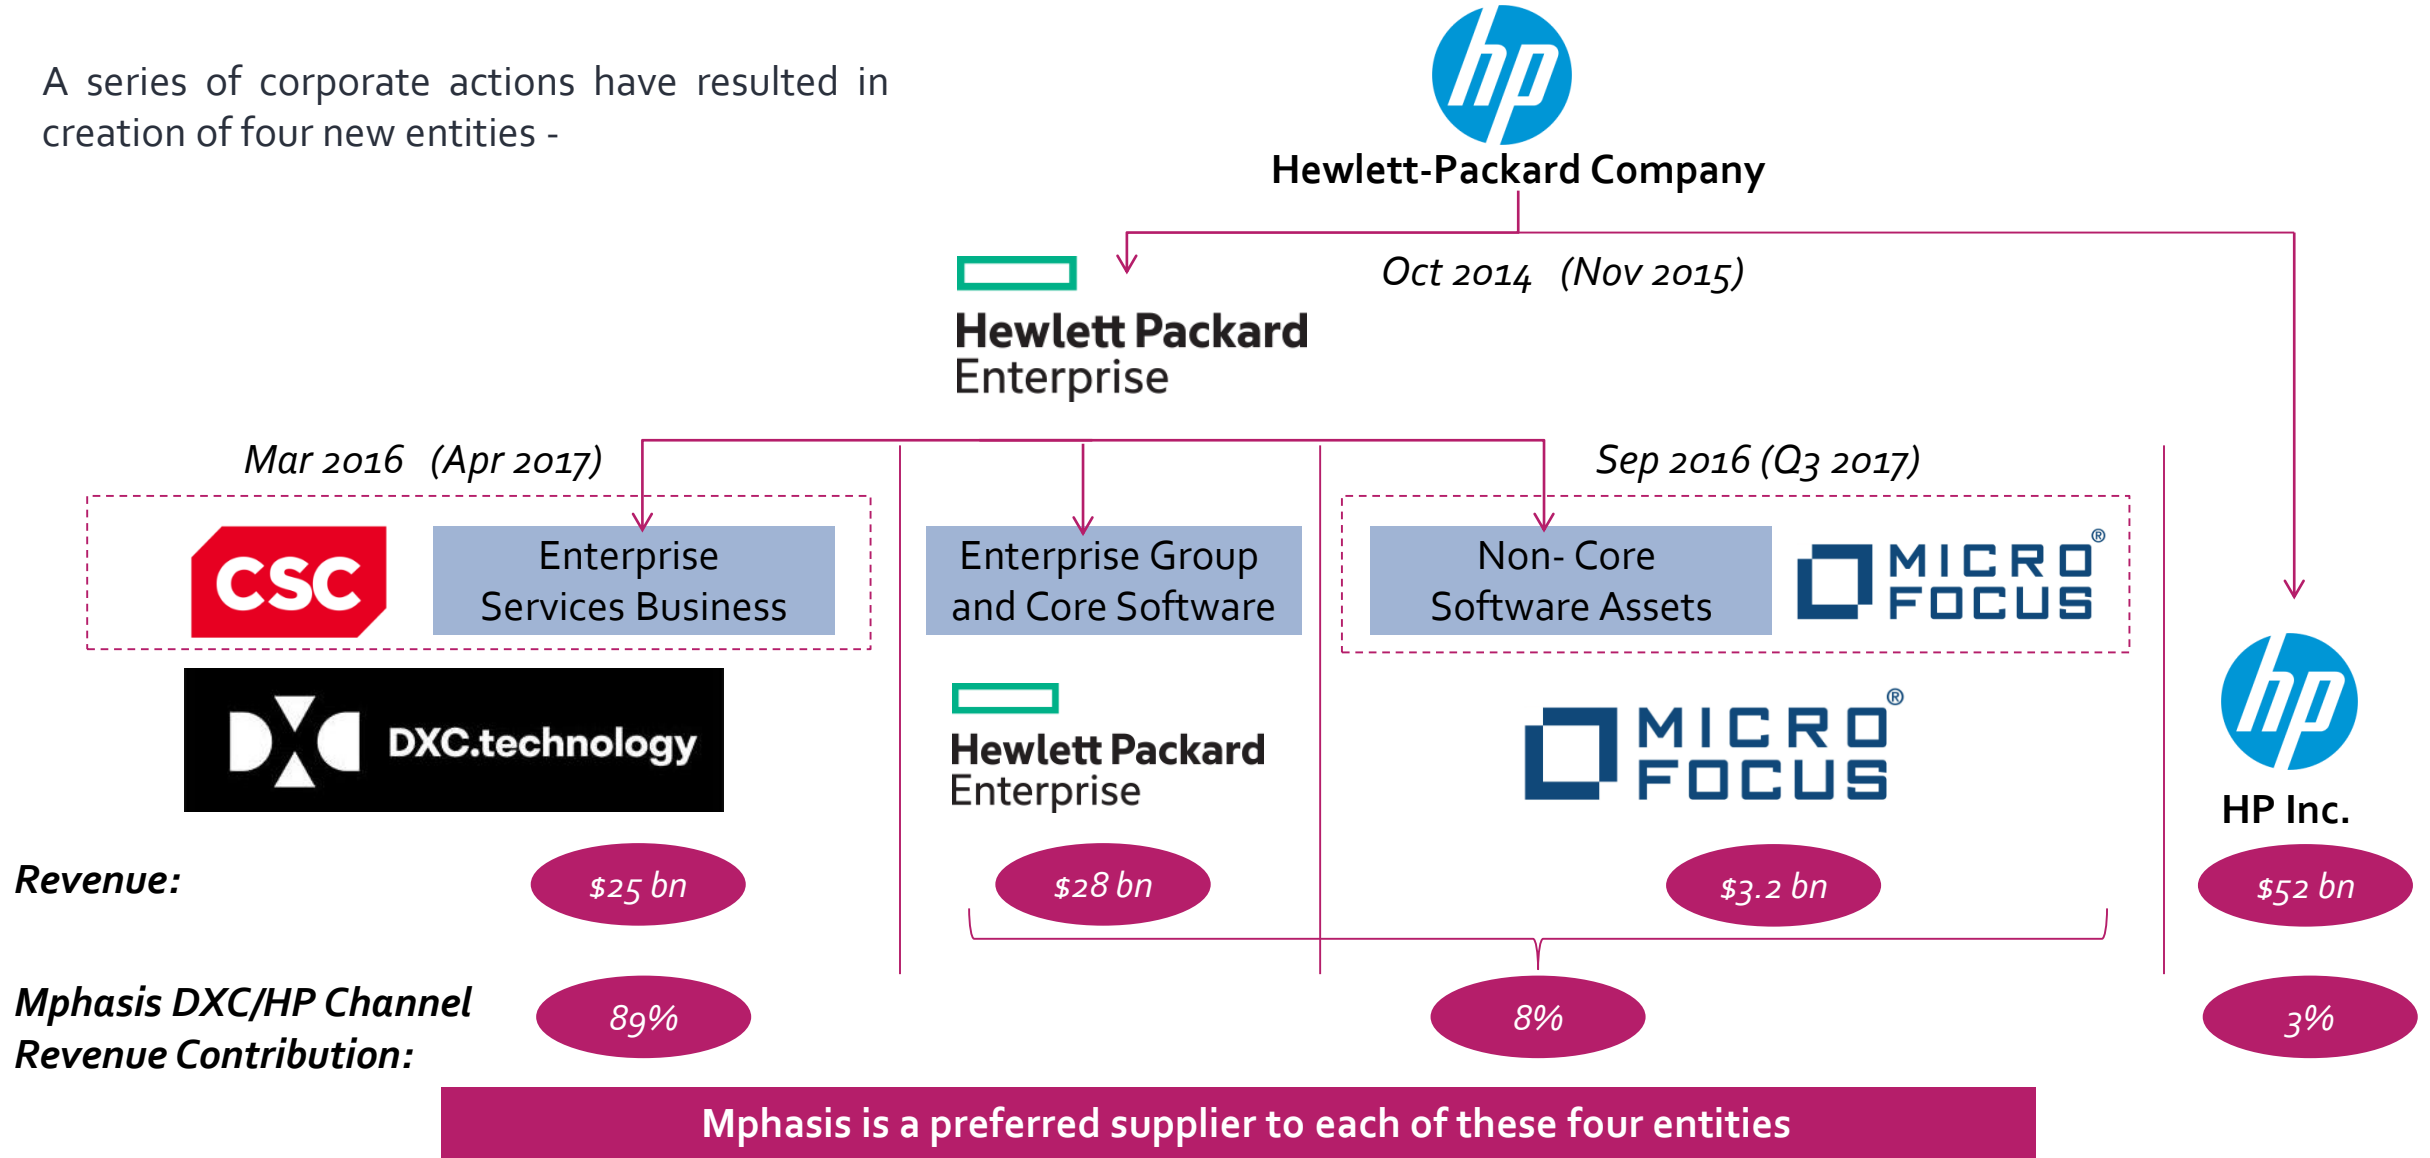 A series of corporate actions have resulted in
creation of four new entities -
hp
Hewlett-Packard Company
Oct 2014 (Nov 2015)
Hewlett Packard
Enterprise
Mar 2016 (Apr 2017)
Sep 2016 (Q3 2017)
CSC
Enterprise
Services Business
Enterprise Group
and Core Software
Non- Core
Software Assets
MICRO
FOCUS
®
DXC.technology
Hewlett Packard
Enterprise
MICRO
FOCUS
®
hp
HP Inc.
Revenue:
$25 bn
$28 bn
$3.2 bn
$52 bn
Mphasis DXC/HP Channel
Revenue Contribution:
89%
8%
3%
Mphasis is a preferred supplier to each of these four entities